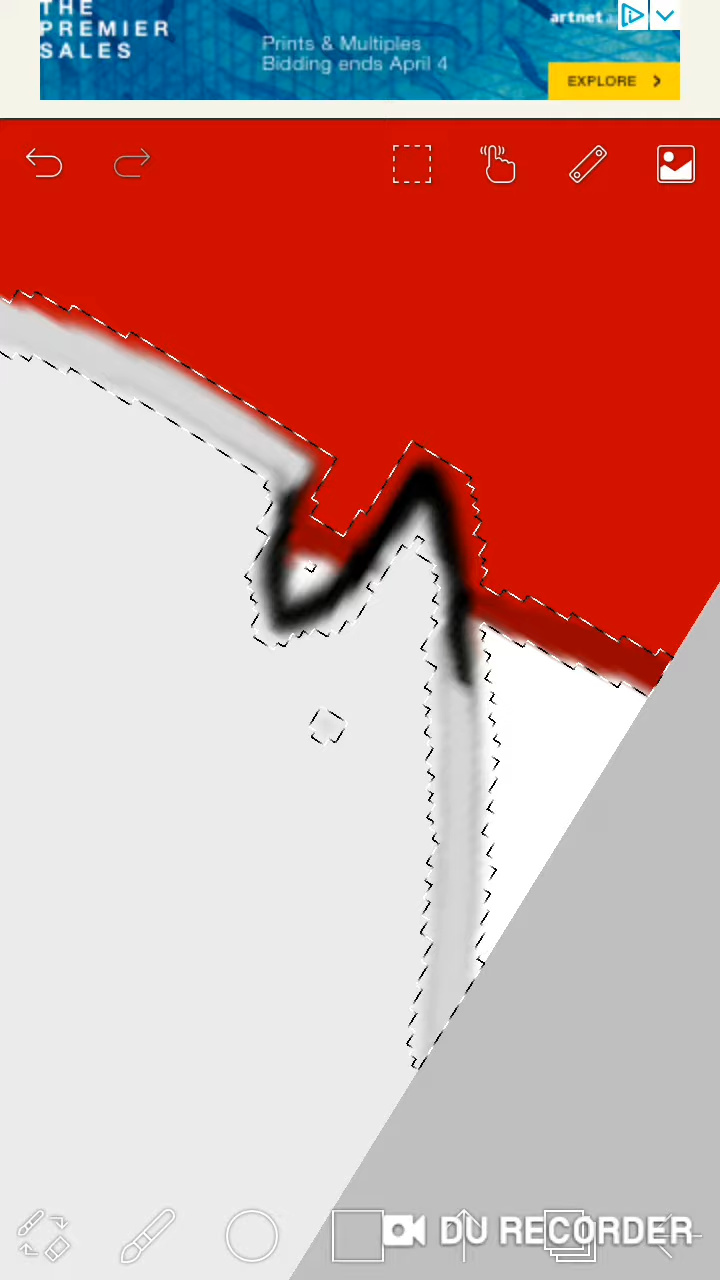 THE
PREMIER
SALES
Prints & Multiples
Bidding ends April 4
artnet
EXPLORE
DU RECORDER